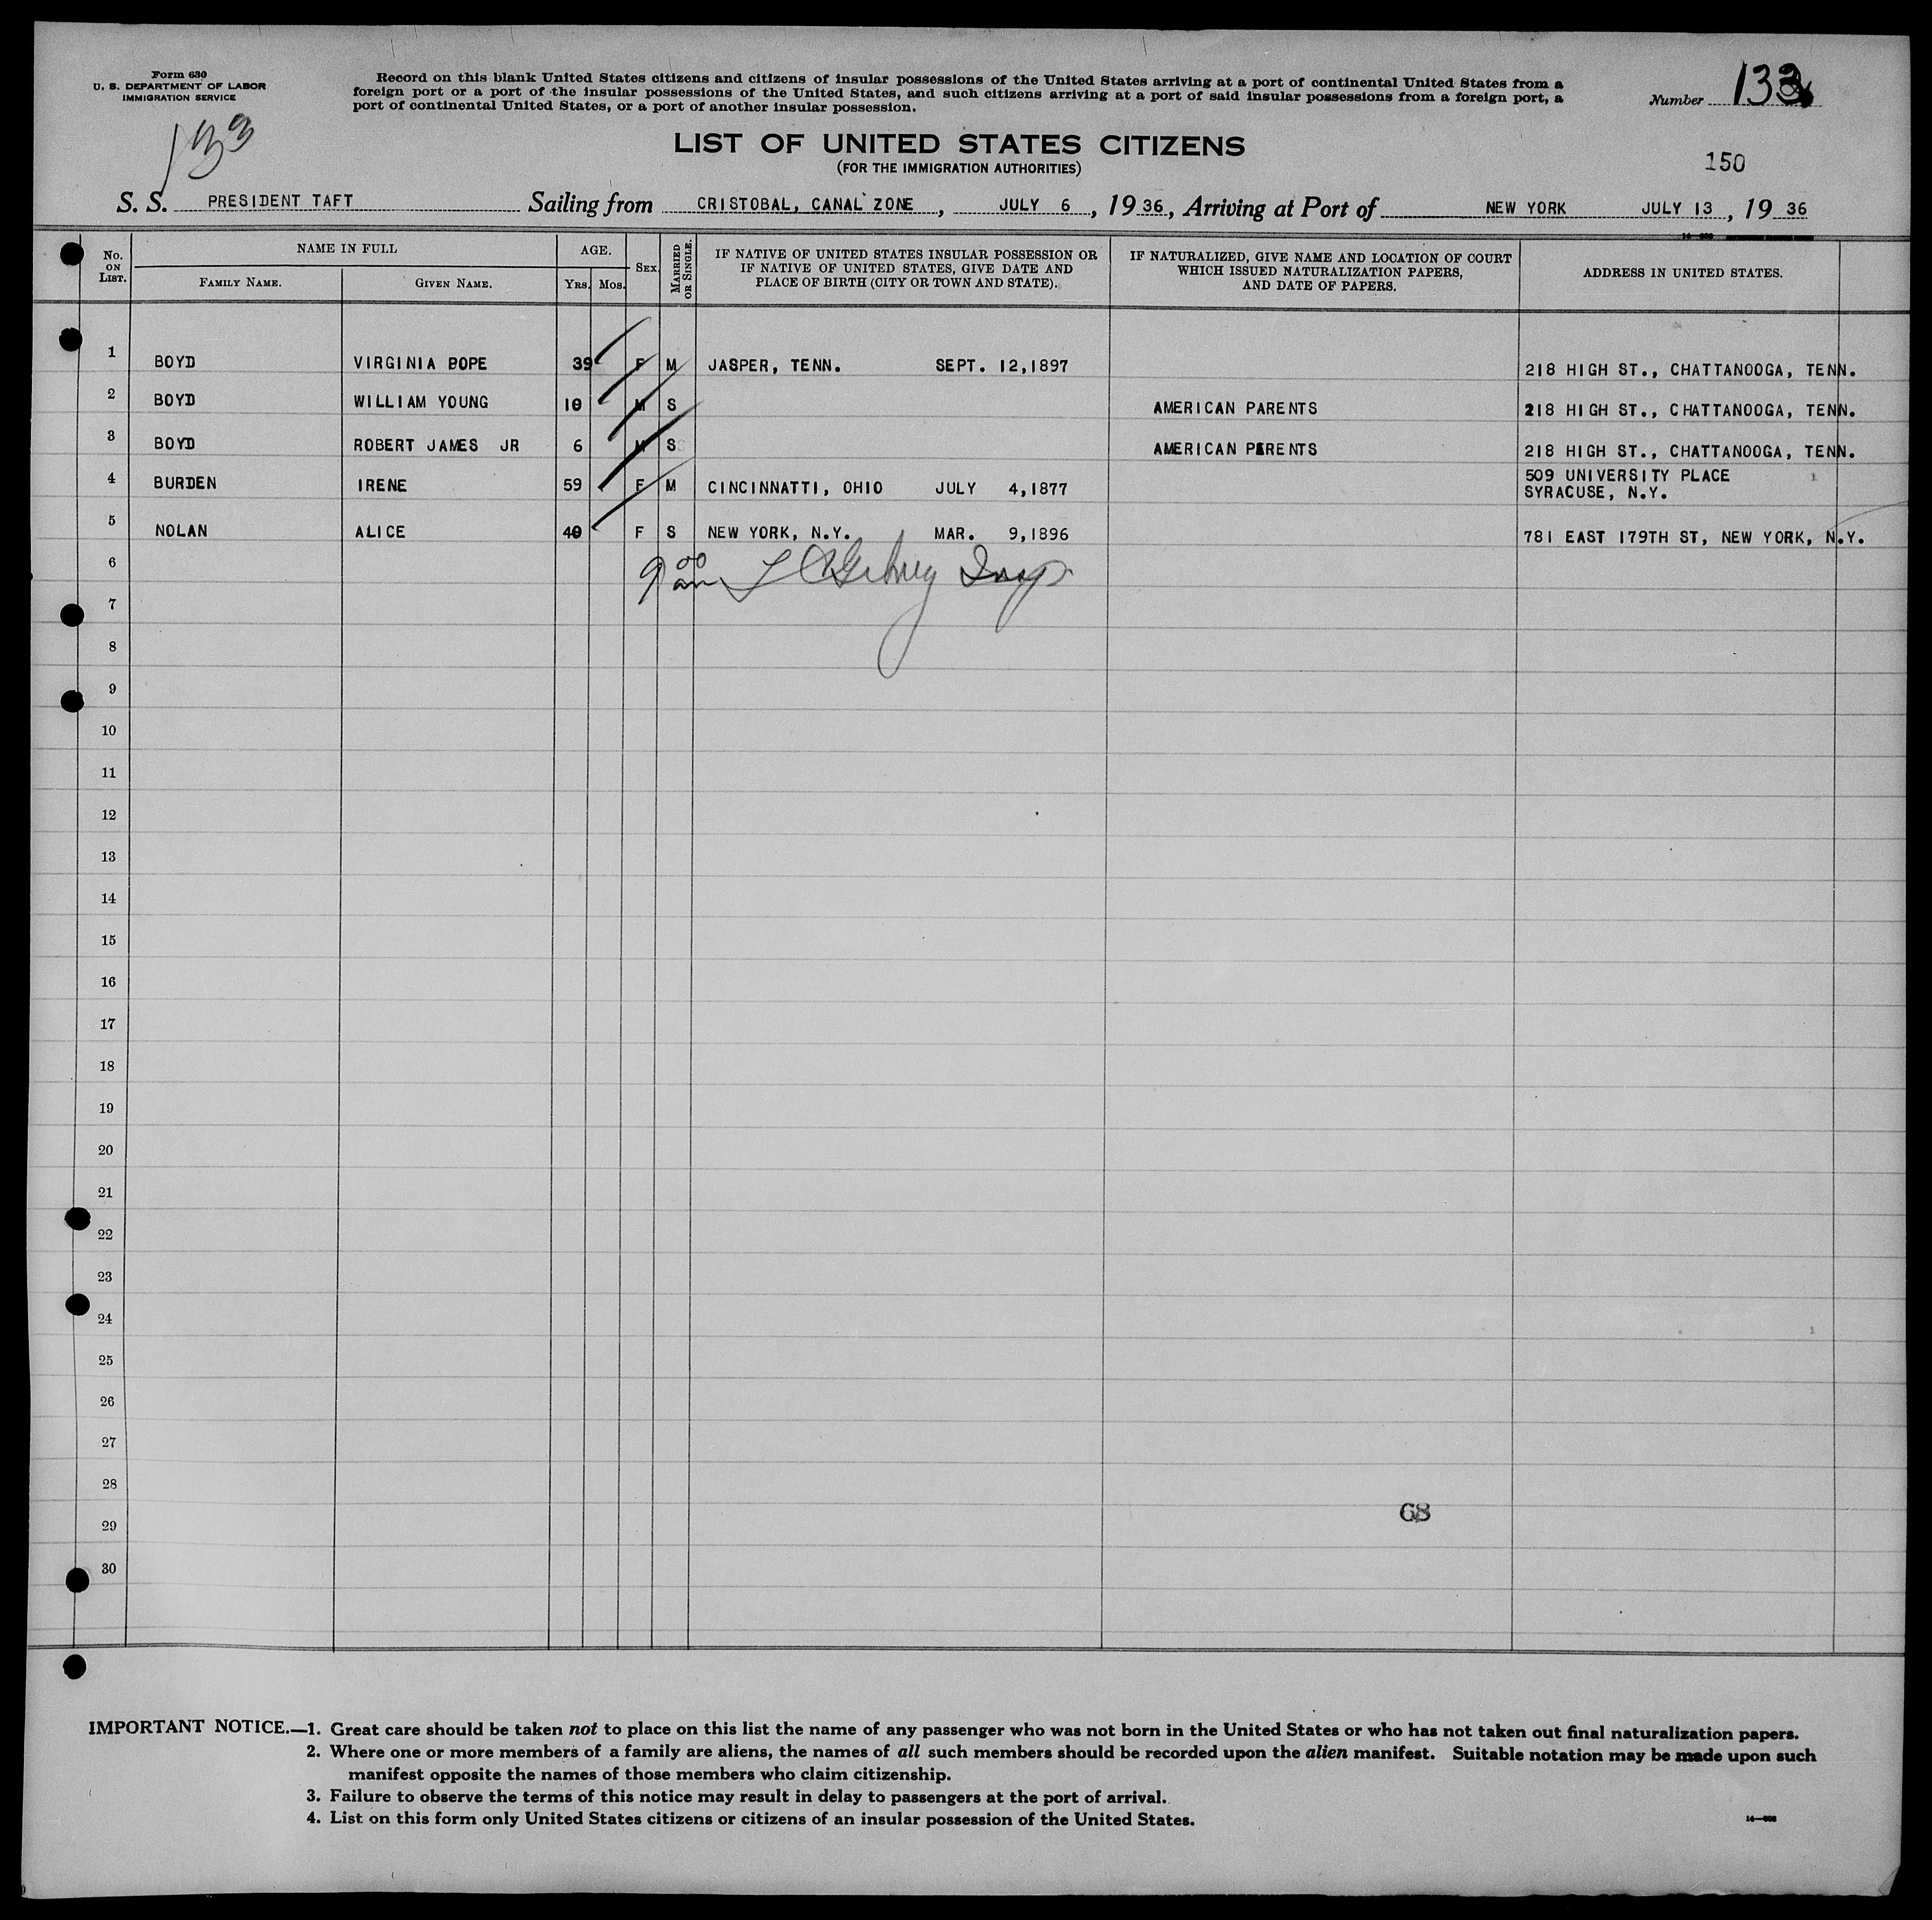 Form 630
U. S. DEPARTMENT OF LABOR
IMMIGRATION SERVICE
Record on this blank United States citizens and citizens of insular possessions of the United States arriving at a port of continental United States from a
foreign port or a port of the insular possessions of the United States, and such citizens arriving at a port of said insular possessions from a foreign port, a
port of continental United States, or a port of another insular possession.
Number 133
133
LIST OF UNITED STATES CITIZENS
(FOR THE IMMIGRATION AUTHORITIES)
150
S. S. PRESIDENT TAFT Sailing from CRISTOBAL, CANAL ZONE, JULY 6, 1936, Arriving at Port of NEW YORK JULY 13, 1936
No. ON LIST. NAME IN FULL AGE. SEX. MARRIED OR SINGLE. IF NATIVE OF UNITED STATES INSULAR POSSESSION OR IF NATIVE OF UNITED STATES, GIVE DATE AND PLACE OF BIRTH (CITY OR TOWN AND STATE). IF NATURALIZED, GIVE NAME AND LOCATION OF COURT WHICH ISSUED NATURALIZATION PAPERS, AND DATE OF PAPERS. ADDRESS IN UNITED STATES.
FAMILY NAME. GIVEN NAME. YRS. MOS.
1 BOYD VIRGINIA POPE 39 F M JASPER, TENN. SEPT. 12,1897 218 HIGH ST., CHATTANOOGA, TENN.
2 BOYD WILLIAM YOUNG 10 M S AMERICAN PARENTS 218 HIGH ST., CHATTANOOGA, TENN.
3 BOYD ROBERT JAMES JR 6 M S AMERICAN PARENTS 218 HIGH ST., CHATTANOOGA, TENN.
4 BURDEN IRENE 59 F M CINCINNATTI, OHIO JULY 4,1877 509 UNIVERSITY PLACE
SYRACUSE, N.Y.
5 NOLAN ALICE 40 F S NEW YORK, N.Y. MAR. 9,1896 781 EAST 179TH ST, NEW YORK, N.Y.
6 9 00 am Insp
7
8
9
10
11
12
13
14
15
16
17
18
19
20
21
22
23
24
25
26
27
28
68
29
30
IMPORTANT NOTICE.—1. Great care should be taken not to place on this list the name of any passenger who was not born in the United States or who has not taken out final naturalization papers.
2. Where one or more members of a family are aliens, the names of all such members should be recorded upon the alien manifest. Suitable notation may be made upon such
manifest opposite the names of those members who claim citizenship.
3. Failure to observe the terms of this notice may result in delay to passengers at the port of arrival.
4. List on this form only United States citizens or citizens of an insular possession of the United States.